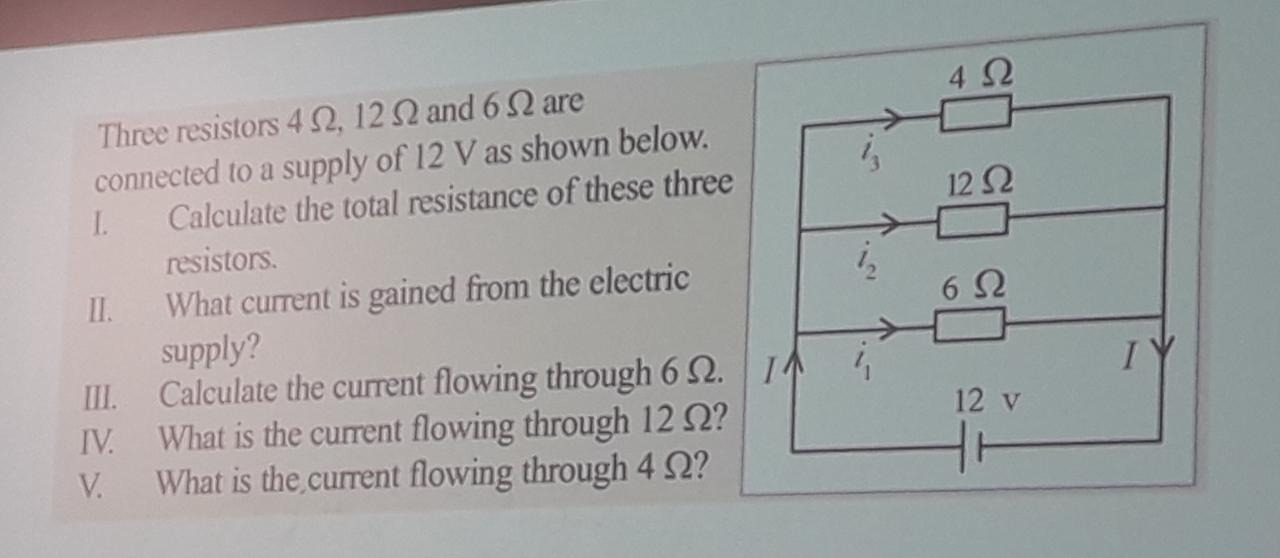 Three resistors 4 Ω, 12 Ω and 6 Ω are
connected to a supply of 12 V as shown below.
I. Calculate the total resistance of these three
resistors.
II. What current is gained from the electric
supply?
III. Calculate the current flowing through 6 Ω.
IV. What is the current flowing through 12 Ω?
V. What is the current flowing through 4 Ω?
4 Ω
i₃
12 Ω
i₂
6 Ω
i₁
I
I
12 v